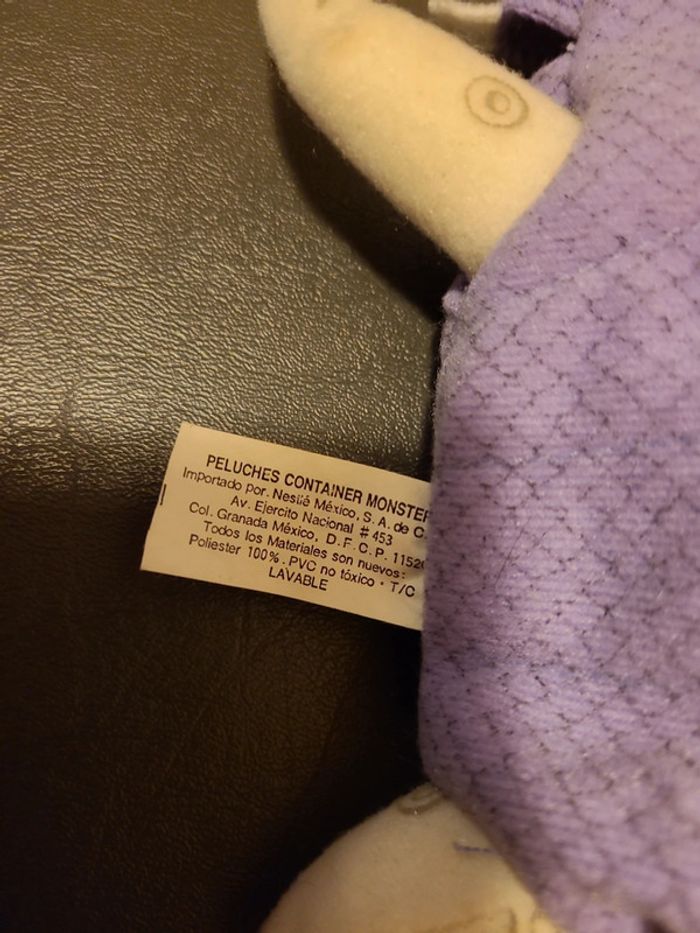 PELUCHES CONTAINER MONSTER
Importado por. Neslé México, S. A. de C.
Av. Ejercito Nacional # 453
Col. Granada México, D. F. C. P. 1152
Todos los Materiales son nuevos:
Poliester 100%. PVC no tóxico · T/C
LAVABLE